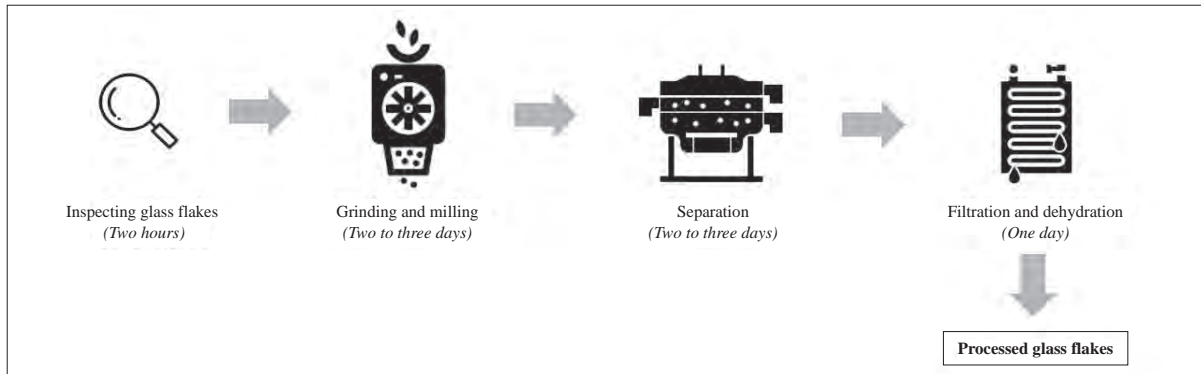 Inspecting glass flakes
(Two hours)
Grinding and milling
(Two to three days)
Separation
(Two to three days)
Filtration and dehydration
(One day)
Processed glass flakes